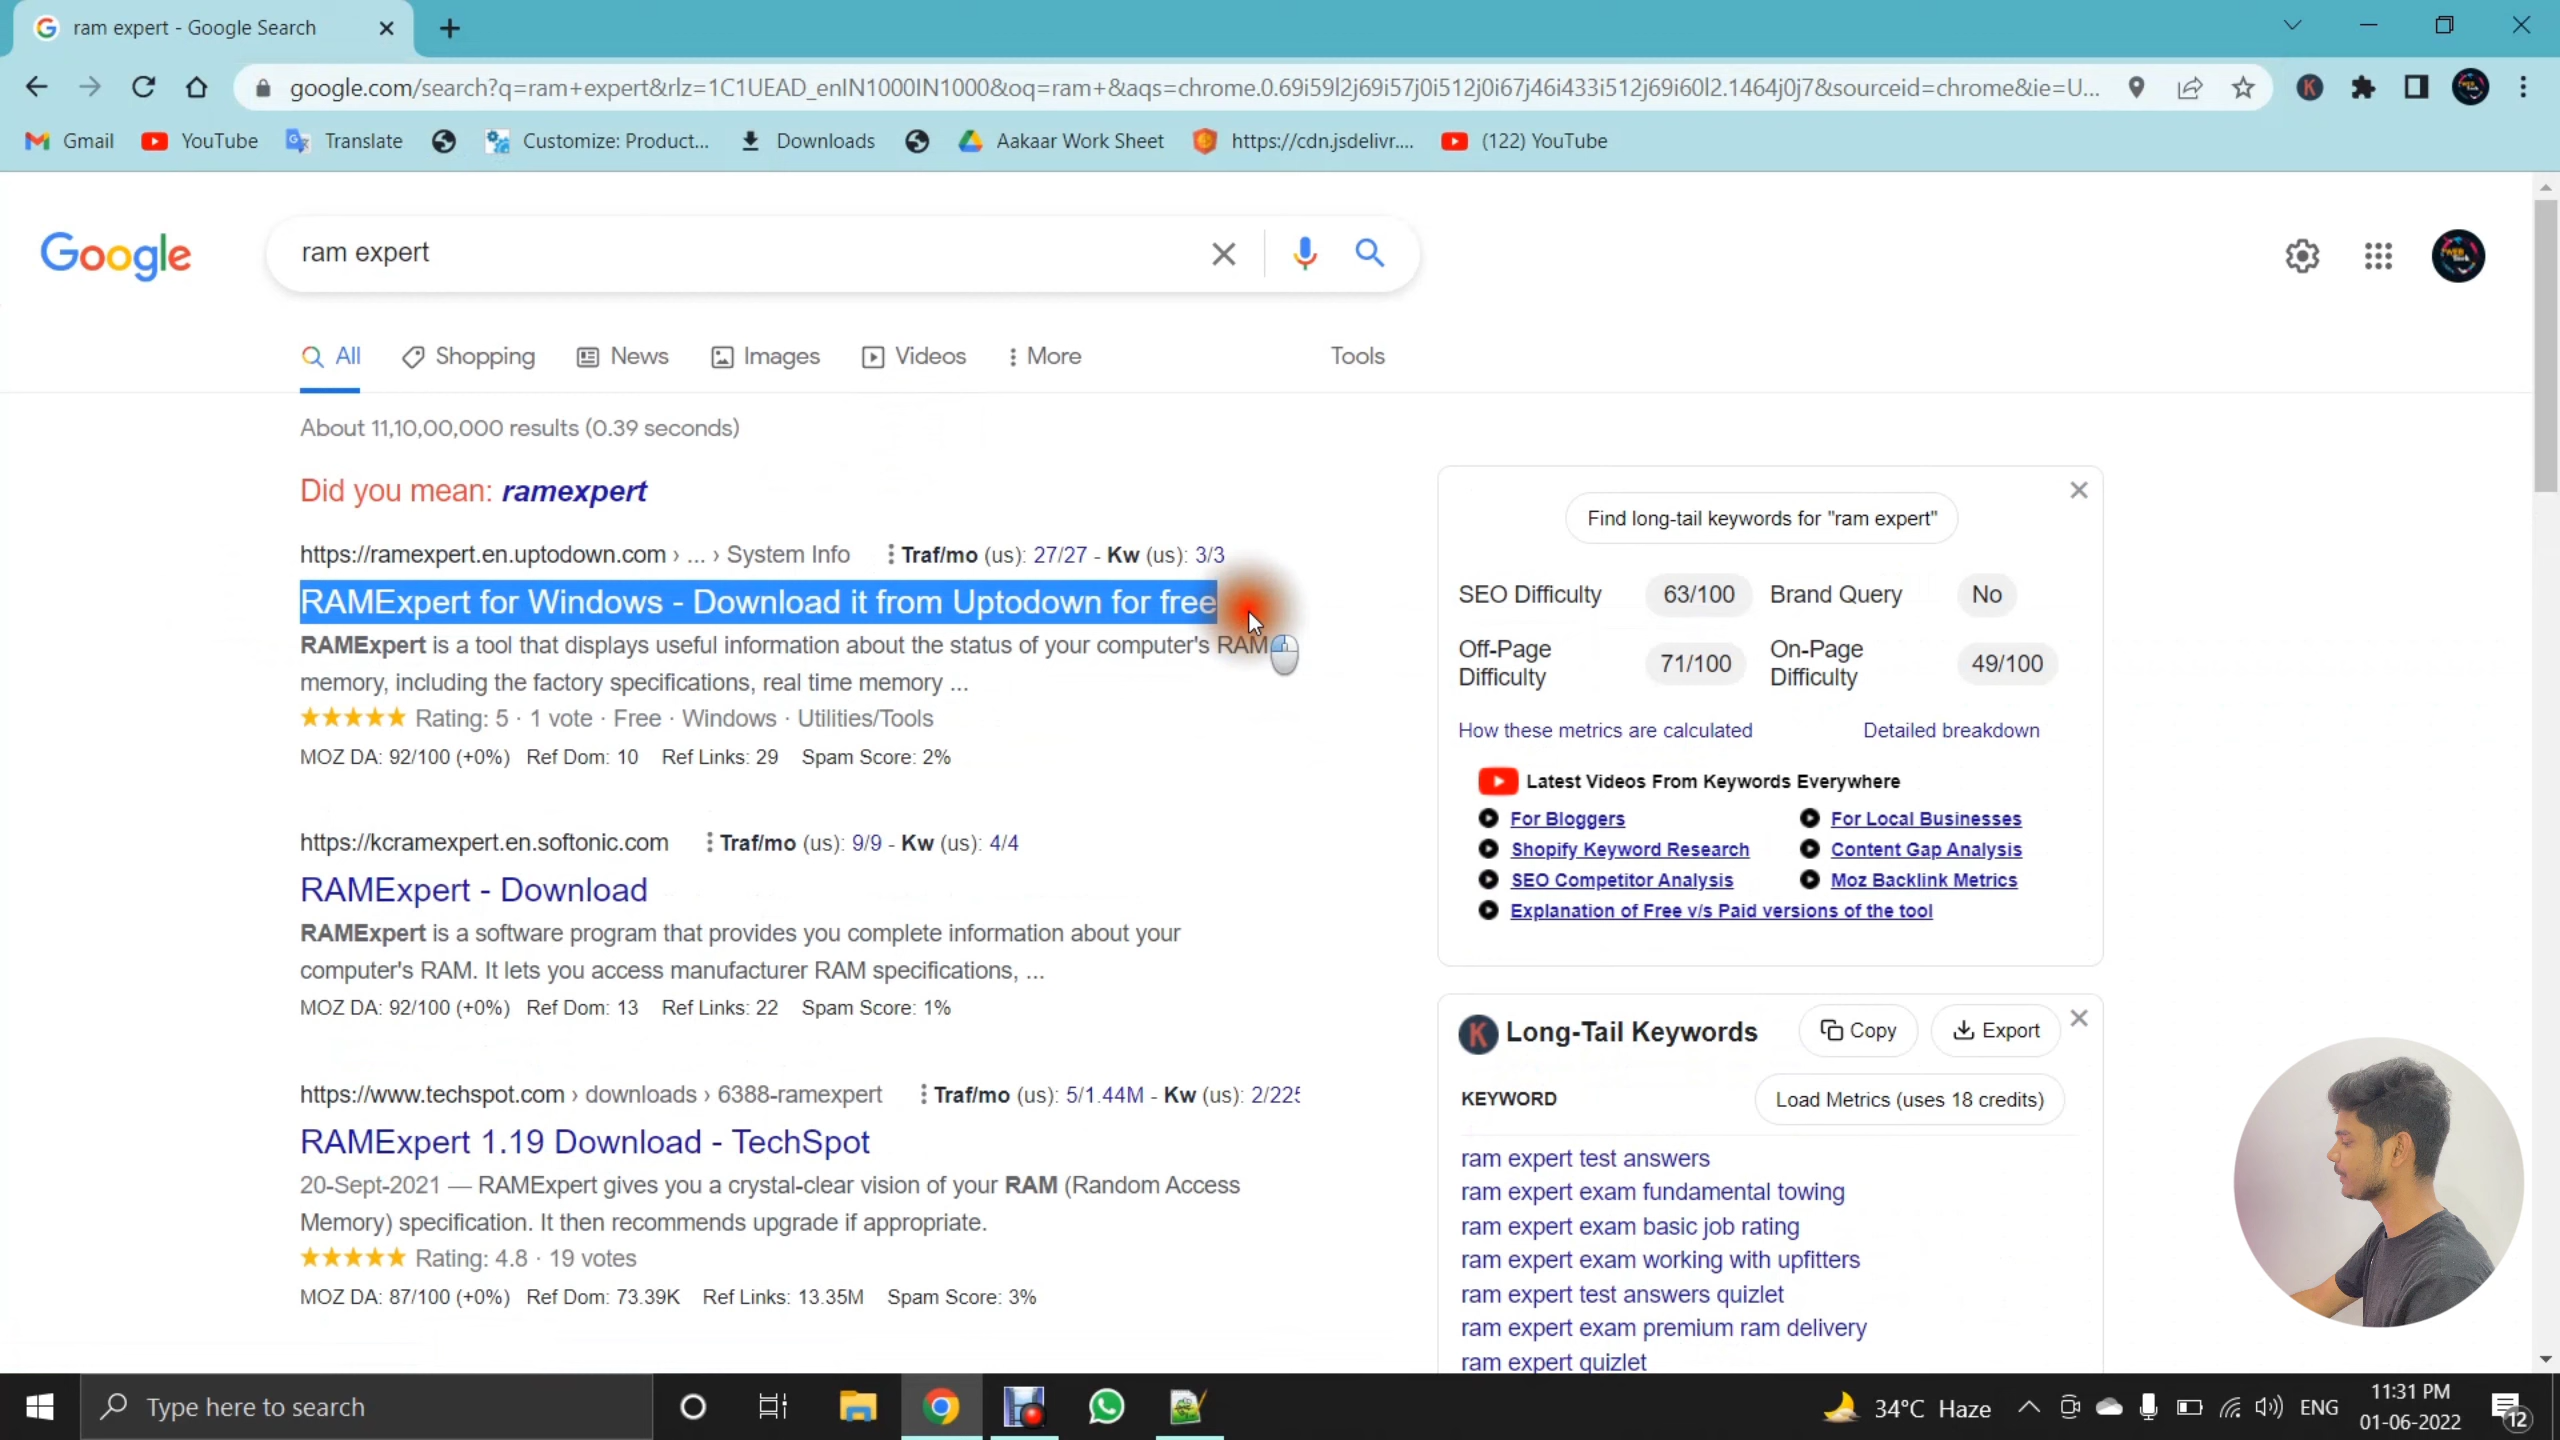 ram expert - Google Search
google.com/search?q=ram+expert&rlz=1C1UEAD_enIN1000IN1000&oq=ram+&aqs=chrome.0.69i59l2j69i57j0i512j0i67j46i433i512j69i60l2.1464j0j7&sourceid=chrome&ie=U...
Gmail YouTube Translate Customize: Product... Downloads Aakaar Work Sheet https://cdn.jsdelivr.... (122) YouTube
Google ram expert
All Shopping News Images Videos More Tools
About 11,10,00,000 results (0.39 seconds)
Did you mean: ramexpert
https://ramexpert.en.uptodown.com › ... › System Info Traf/mo (us): 27/27 - Kw (us): 3/3
RAMExpert for Windows - Download it from Uptodown for free
RAMExpert is a tool that displays useful information about the status of your computer's RAM
memory, including the factory specifications, real time memory ...
★★★★★ Rating: 5 · 1 vote · Free · Windows · Utilities/Tools
MOZ DA: 92/100 (+0%) Ref Dom: 10 Ref Links: 29 Spam Score: 2%
https://kcramexpert.en.softonic.com Traf/mo (us): 9/9 - Kw (us): 4/4
RAMExpert - Download
RAMExpert is a software program that provides you complete information about your
computer's RAM. It lets you access manufacturer RAM specifications, ...
MOZ DA: 92/100 (+0%) Ref Dom: 13 Ref Links: 22 Spam Score: 1%
https://www.techspot.com › downloads › 6388-ramexpert Traf/mo (us): 5/1.44M - Kw (us): 2/225
RAMExpert 1.19 Download - TechSpot
20-Sept-2021 — RAMExpert gives you a crystal-clear vision of your RAM (Random Access
Memory) specification. It then recommends upgrade if appropriate.
★★★★★ Rating: 4.8 · 19 votes
MOZ DA: 87/100 (+0%) Ref Dom: 73.39K Ref Links: 13.35M Spam Score: 3%
Find long-tail keywords for "ram expert"
SEO Difficulty 63/100 Brand Query No
Off-Page Difficulty 71/100 On-Page Difficulty 49/100
How these metrics are calculated Detailed breakdown
Latest Videos From Keywords Everywhere
For Bloggers For Local Businesses
Shopify Keyword Research Content Gap Analysis
SEO Competitor Analysis Moz Backlink Metrics
Explanation of Free v/s Paid versions of the tool
K Long-Tail Keywords Copy Export
KEYWORD Load Metrics (uses 18 credits)
ram expert test answers
ram expert exam fundamental towing
ram expert exam basic job rating
ram expert exam working with upfitters
ram expert test answers quizlet
ram expert exam premium ram delivery
ram expert quizlet
Type here to search 34°C Haze ENG 11:31 PM
01-06-2022 12